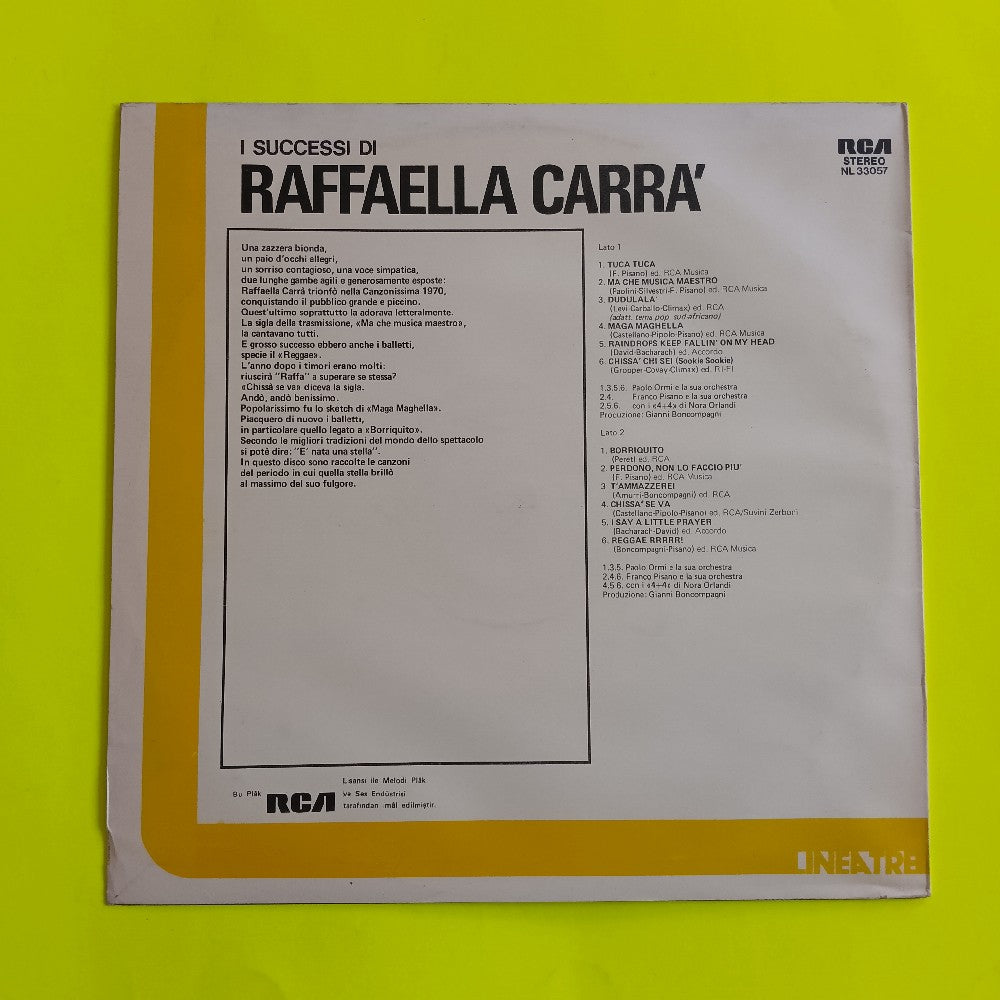 I SUCCESSI DI
RAFFAELLA CARRA'
RCA
STEREO
NL 33057
Una zazzera bionda,
un paio d'occhi allegri,
un sorriso contagioso, una voce simpatica,
due lunghe gambe agili e generosamente esposte:
Raffaella Carrà trionfò nella Canzonissima 1970,
conquistando il pubblico grande e piccino.
Quest'ultimo soprattutto la adorava letteralmente.
La sigla della trasmissione, «Ma che musica maestro»,
la cantavano tutti.
E grosso successo ebbero anche i balletti,
specie il «Reggae».
L'anno dopo i timori erano molti:
riuscirà "Raffa" a superare se stessa?
«Chissà se va» diceva la sigla.
Andò, andò benissimo.
Popolarissimo fu lo sketch di «Maga Maghella».
Piacquero di nuovo i balletti,
in particolare quello legato a «Borriquito».
Secondo le migliori tradizioni del mondo dello spettacolo
si potè dire: "E' nata una stella".
In questo disco sono raccolte le canzoni
del periodo in cui quella stella brillò
al massimo del suo fulgore.
Lato 1
1. TUCA TUCA
(F. Pisano) ed. RCA Musica
2. MA CHE MUSICA MAESTRO
(Paolini-Silvestri-F. Pisano) ed. RCA Musica
3. DUDULALA'
(Levi Carballo-Climax) ed. RCA
(adatt. tema pop. sud-africano)
4. MAGA MAGHELLA
(Castellano-Pipolo-Pisano) ed. RCA Musica
5. RAINDROPS KEEP FALLIN' ON MY HEAD
(David-Bacharach) ed. Accordo
6. CHISSA' CHI SEI (Sookie Sookie)
(Gropper-Covay-Climax) ed. RI-FI
1.3.5.6. Paolo Ormi e la sua orchestra
2.4. Franco Pisano e la sua orchestra
2.5.6. con i «4+4» di Nora Orlandi
Produzione: Gianni Boncompagni
Lato 2
1. BORRIQUITO
(Peret) ed. RCA
2. PERDONO, NON LO FACCIO PIU'
(F. Pisano) ed. RCA Musica
3 T'AMMAZZEREI
(Amurri-Boncompagni) ed. RCA
4. CHISSA' SE VA
(Castellano-Pipolo-Pisano) ed. RCA/Suvini Zerboni
5. I SAY A LITTLE PRAYER
(Bacharach-David) ed. Accordo
6. REGGAE RRRRR!
(Boncompagni-Pisano) ed. RCA Musica
1.3.5. Paolo Ormi e la sua orchestra
2.4.6. Franco Pisano e la sua orchestra
4.5.6. con i «4+4» di Nora Orlandi
Produzione: Gianni Boncompagni
Bu Plâk RCA Lisansı ile Melodi Plâk
ve Ses Endüstrisi
tarafından imâl edilmiştir.
LINEATRE